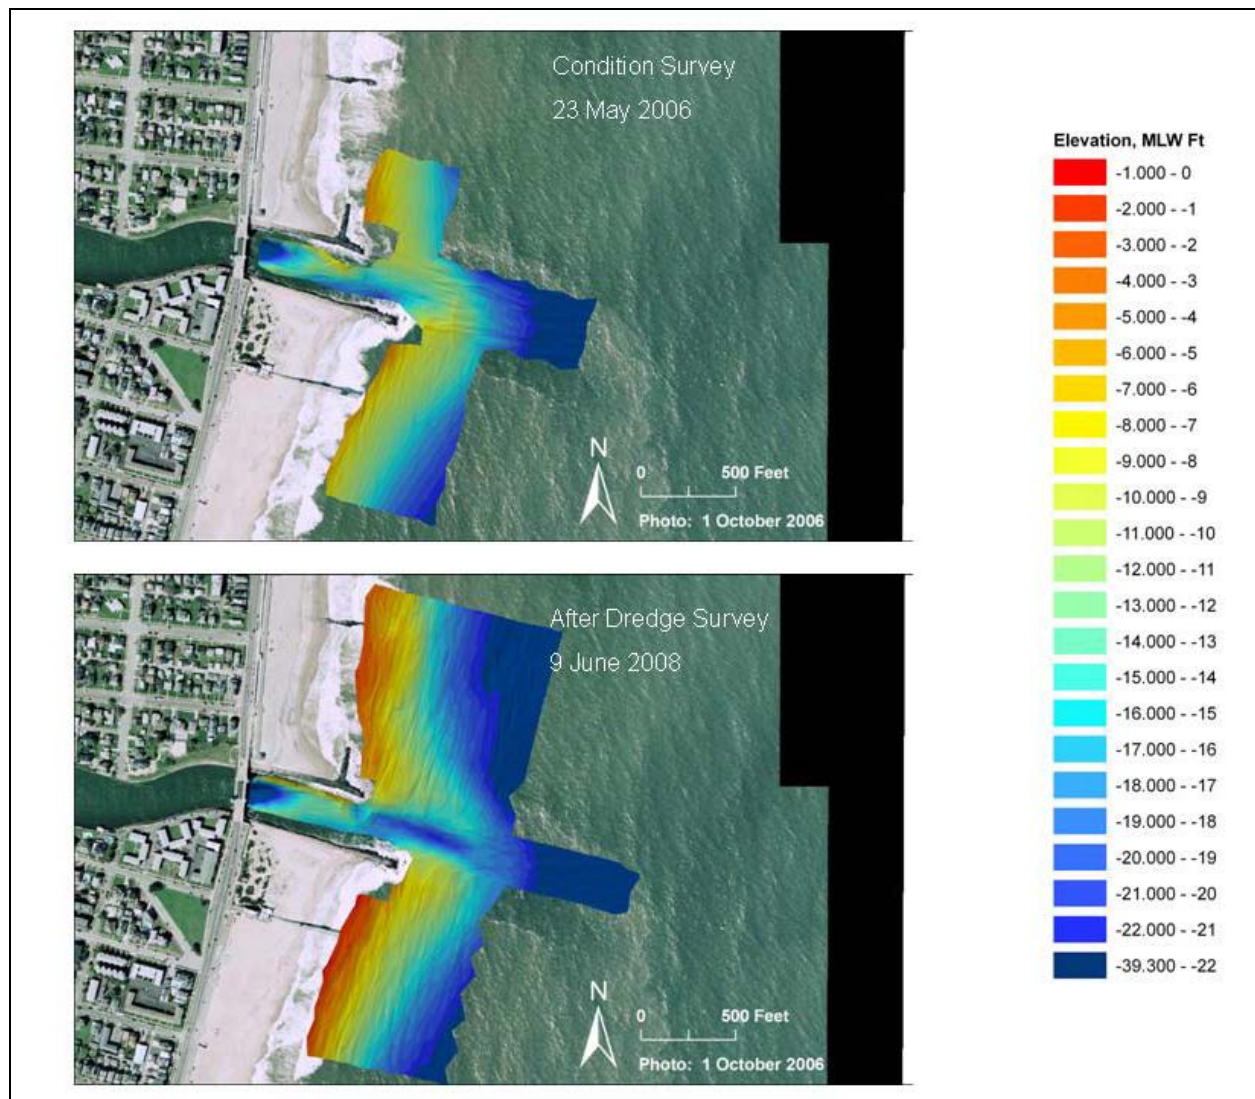 Condition Survey
23 May 2006
N
0 500 Feet
Photo: 1 October 2006
After Dredge Survey
9 June 2008
N
0 500 Feet
Photo: 1 October 2006
Elevation, MLW Ft
-1.000 - 0
-2.000 - -1
-3.000 - -2
-4.000 - -3
-5.000 - -4
-6.000 - -5
-7.000 - -6
-8.000 - -7
-9.000 - -8
-10.000 - -9
-11.000 - -10
-12.000 - -11
-13.000 - -12
-14.000 - -13
-15.000 - -14
-16.000 - -15
-17.000 - -16
-18.000 - -17
-19.000 - -18
-20.000 - -19
-21.000 - -20
-22.000 - -21
-39.300 - -22